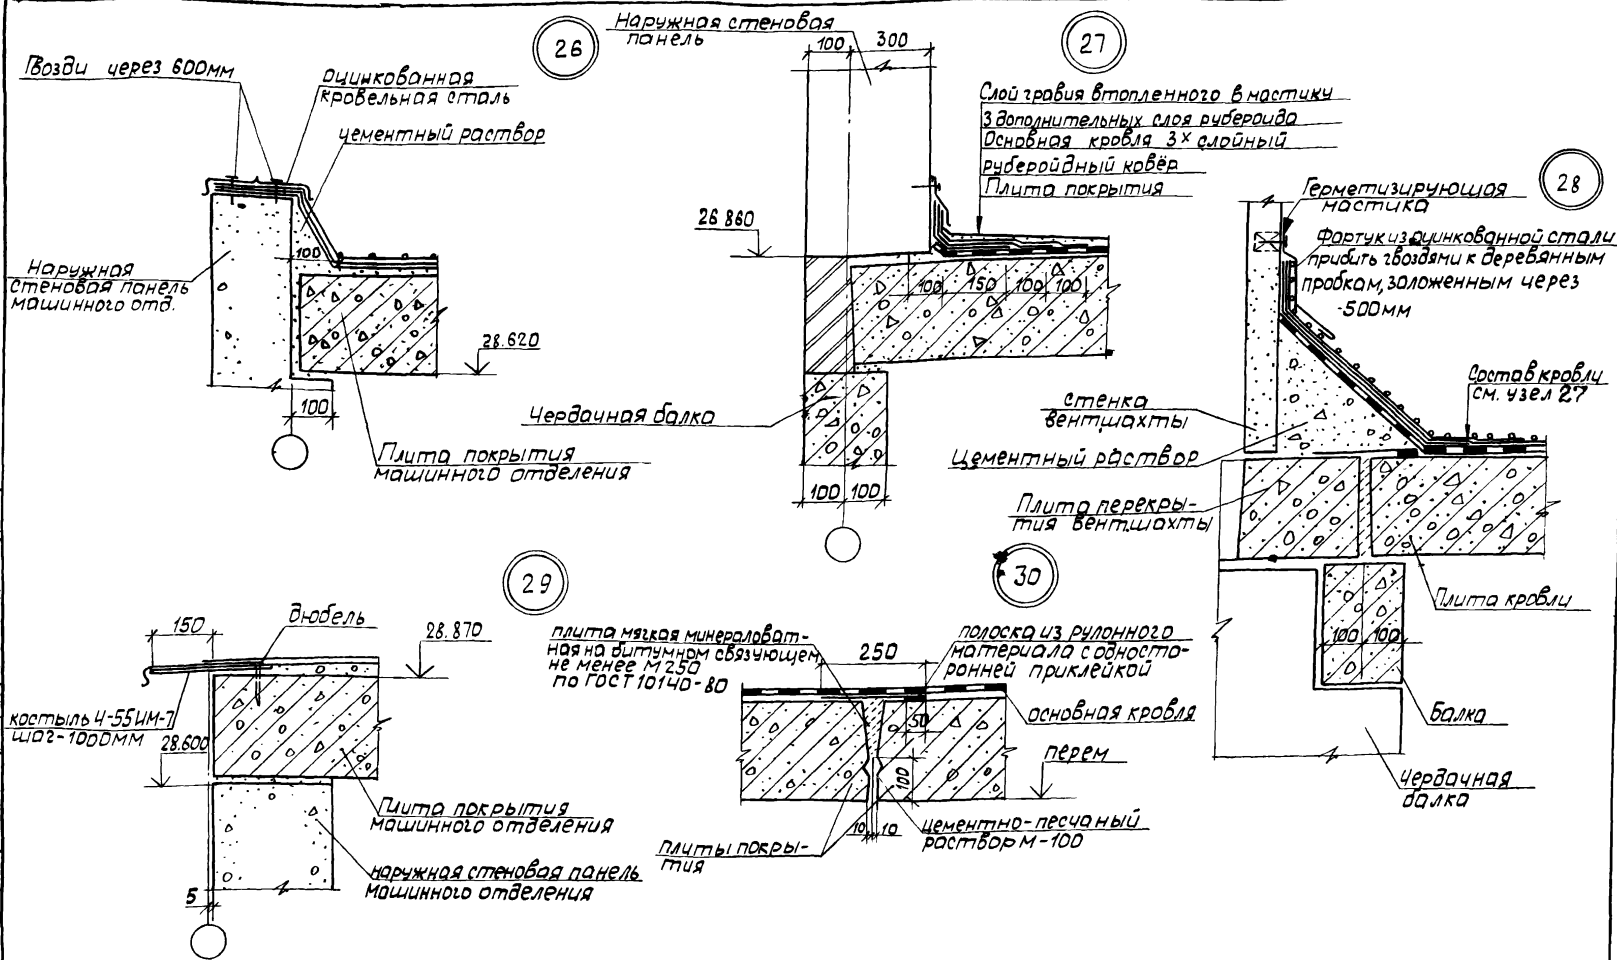 26
Гвозди через 600мм
оцинкованная
кровельная сталь
цементный раствор
100
Наружная
стеновая панель
машинного отд.
28.620
100
Плита покрытия
машинного отделения
Наружная стеновая
панель
27
100 300
Слой гравия втопленного в мастику
3 дополнительных слоя рубероида
Основная кровля 3х слойный
рубероидный ковёр
Плита покрытия
26 860
100 150 100 100
Чердачная балка
100 100
28
Герметизирующая
мастика
Фартук из оцинкованной стали
прибить гвоздями к деревянным
пробкам, заложенным через
-500мм
Состав кровли
см. узел 27
стенка
вентшахты
Цементный раствор
Плита перекры-
тия вентшахты
Плита кровли
100 100
Балка
Чердачная
балка
29
150
дюбель
28.870
костыль 4-55ИМ-7
шаг-1000мм
28.600
Плита покрытия
машинного отделения
наружная стеновая панель
машинного отделения
5
30
плита мягкая минераловат-
ная на битумном связующем
не менее М250
по ГОСТ 10140-80
250
полоска из рулонного
материала с односто-
ронней приклейкой
основная кровля
50
перем
100
10 10
цементно-песчаный
раствор М-100
плиты покры-
тия